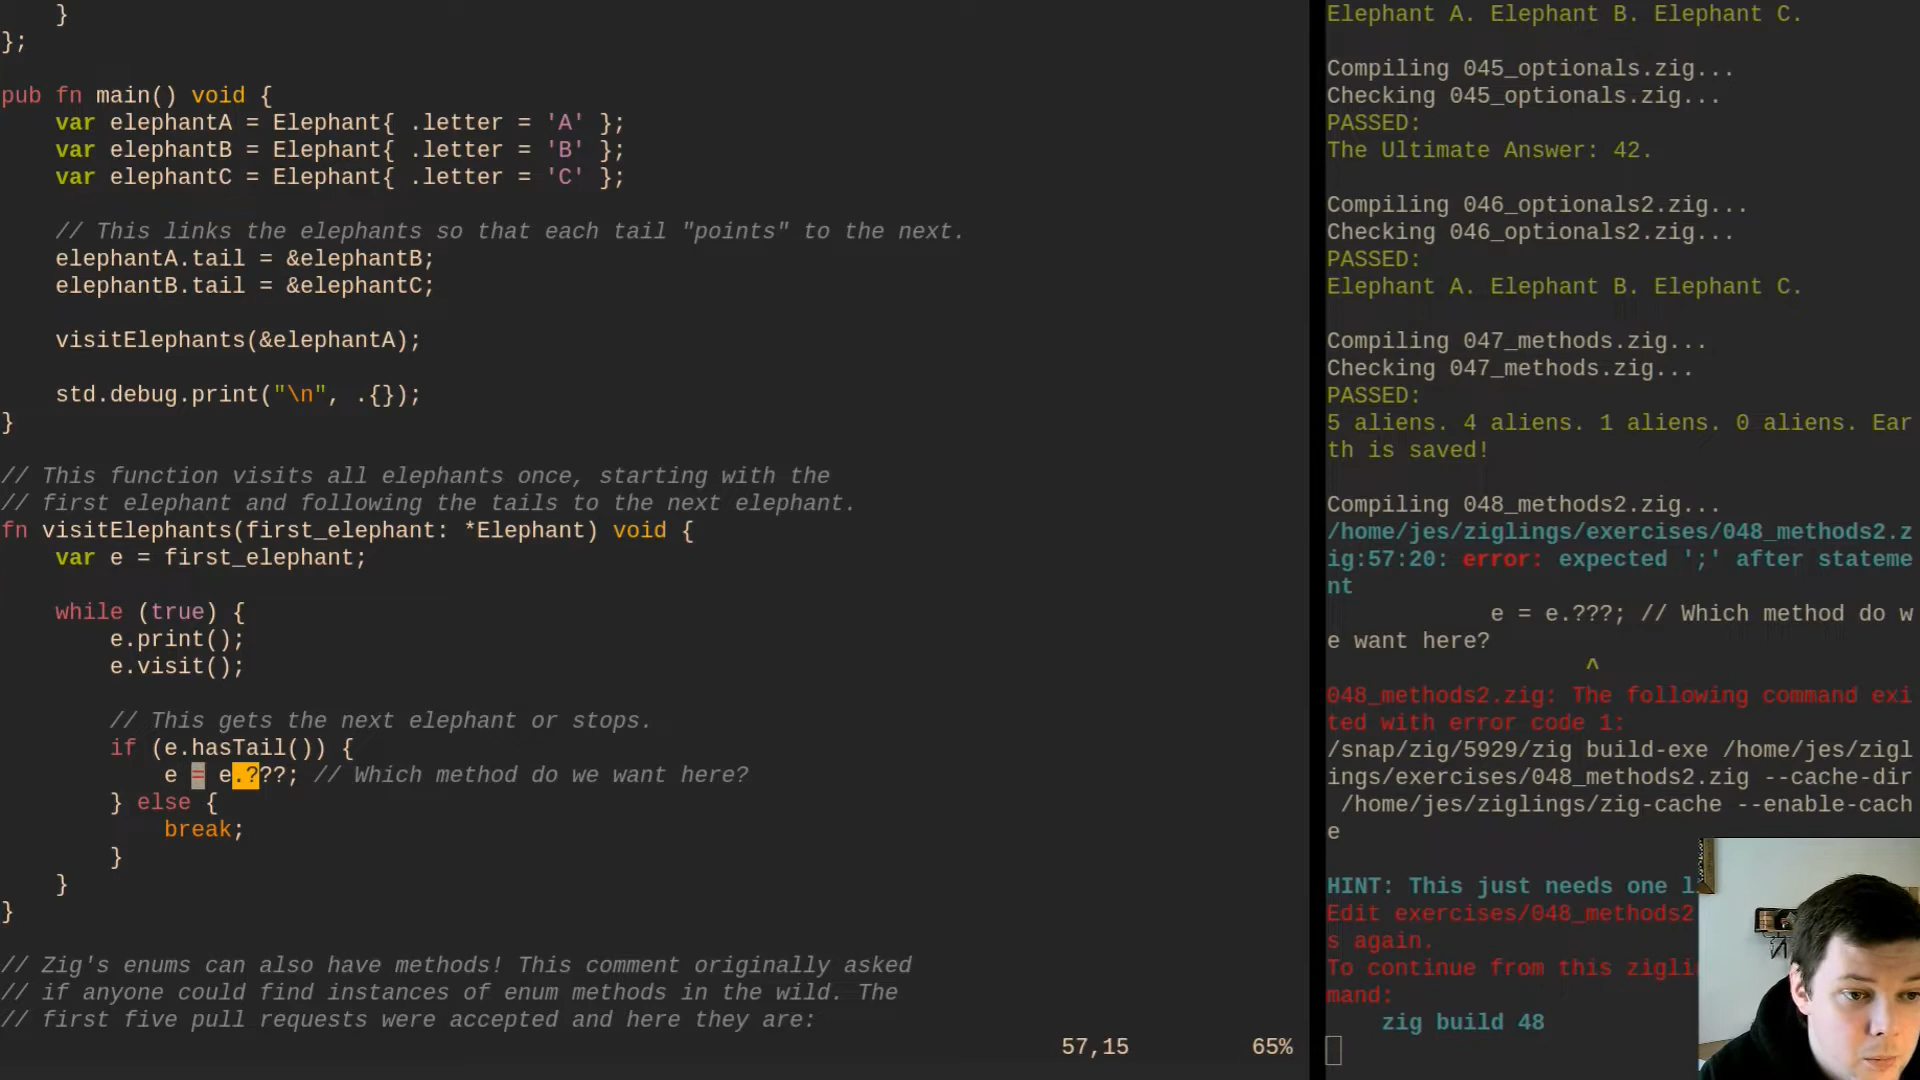 }
};

pub fn main() void {
    var elephantA = Elephant{ .letter = 'A' };
    var elephantB = Elephant{ .letter = 'B' };
    var elephantC = Elephant{ .letter = 'C' };

    // This links the elephants so that each tail "points" to the next.
    elephantA.tail = &elephantB;
    elephantB.tail = &elephantC;

    visitElephants(&elephantA);

    std.debug.print("\n", .{});
}

// This function visits all elephants once, starting with the
// first elephant and following the tails to the next elephant.
fn visitElephants(first_elephant: *Elephant) void {
    var e = first_elephant;

    while (true) {
        e.print();
        e.visit();

        // This gets the next elephant or stops.
        if (e.hasTail()) {
            e = e.???; // Which method do we want here?
        } else {
            break;
        }
    }
}

// Zig's enums can also have methods! This comment originally asked
// if anyone could find instances of enum methods in the wild. The
// first five pull requests were accepted and here they are:
57,15 65%
Elephant A. Elephant B. Elephant C.

Compiling 045_optionals.zig...
Checking 045_optionals.zig...
PASSED:
The Ultimate Answer: 42.

Compiling 046_optionals2.zig...
Checking 046_optionals2.zig...
PASSED:
Elephant A. Elephant B. Elephant C.

Compiling 047_methods.zig...
Checking 047_methods.zig...
PASSED:
5 aliens. 4 aliens. 1 aliens. 0 aliens. Ear
th is saved!

Compiling 048_methods2.zig...
/home/jes/ziglings/exercises/048_methods2.z
ig:57:20: error: expected ';' after stateme
nt
            e = e.???; // Which method do w
e want here?
                   ^
048_methods2.zig: The following command exi
ted with error code 1:
/snap/zig/5929/zig build-exe /home/jes/zigl
ings/exercises/048_methods2.zig --cache-dir
 /home/jes/ziglings/zig-cache --enable-cach
e

HINT: This just needs one
Edit exercises/048_methods2
s again.
To continue from this zigli
mand:
    zig build 48